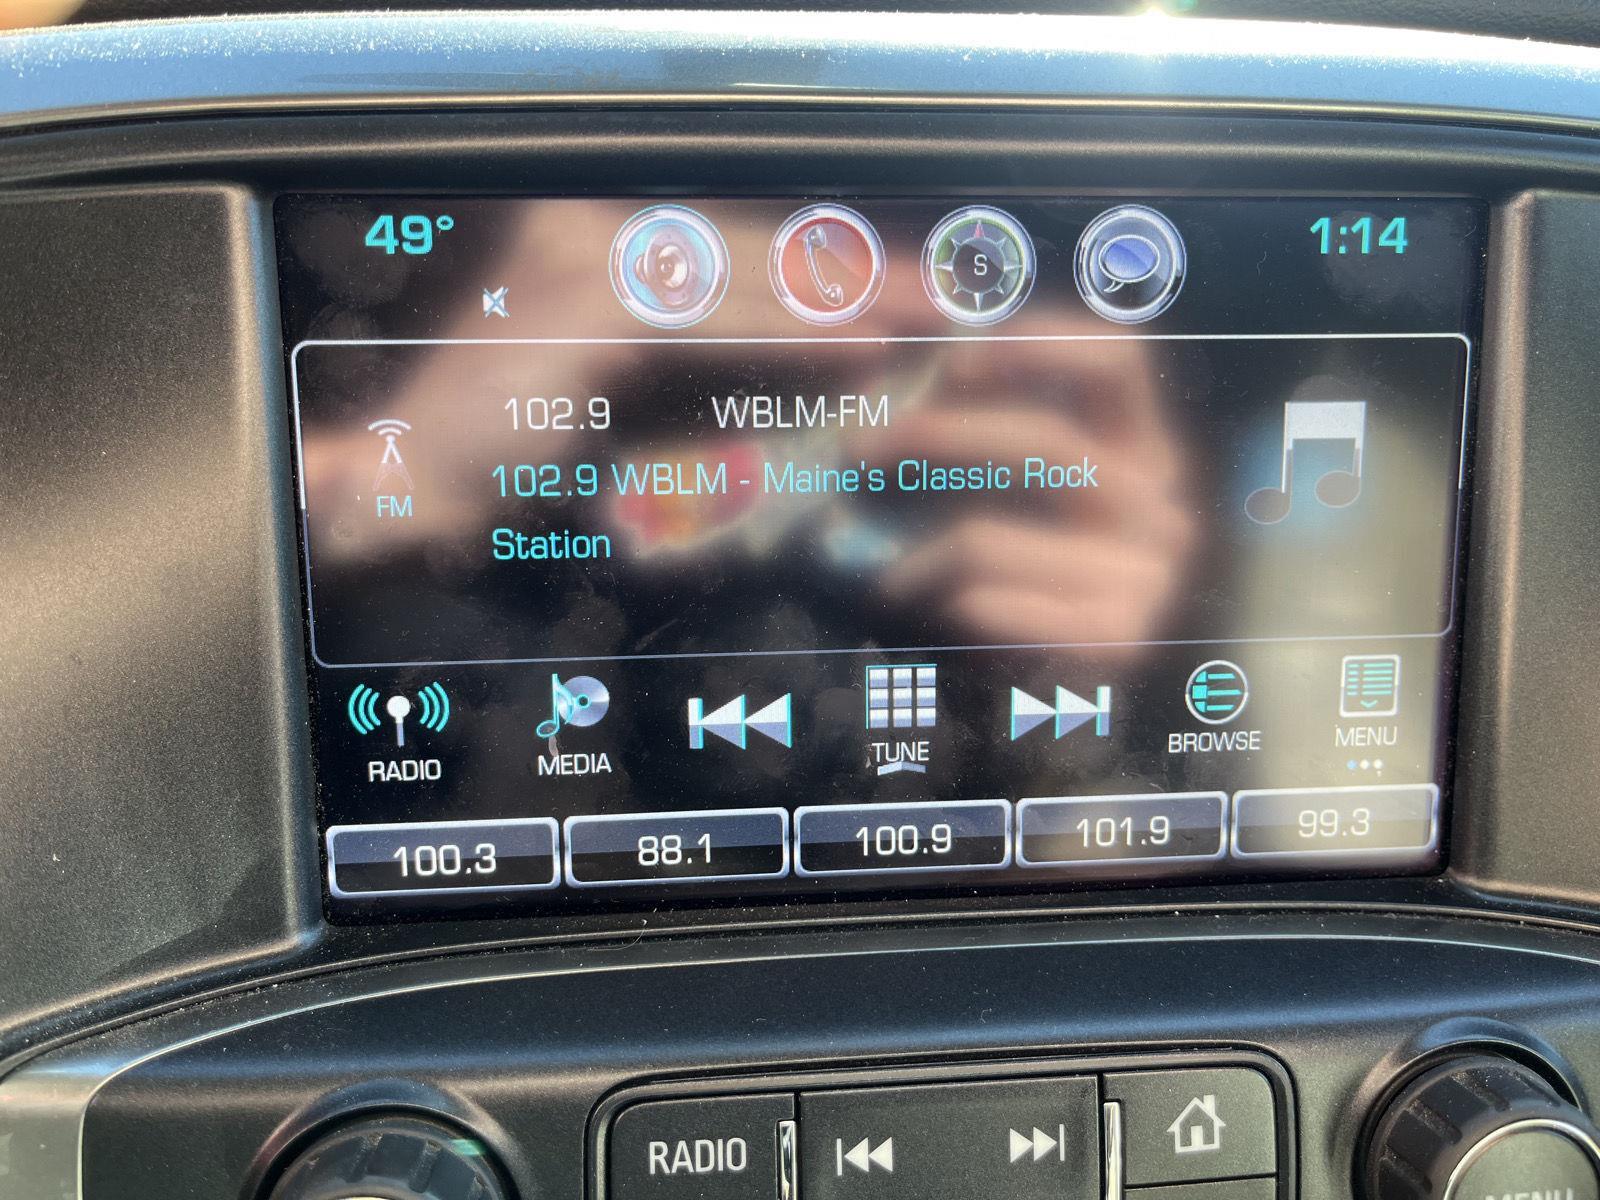 49°
S
1:14
102.9 WBLM-FM
102.9 WBLM - Maine's Classic Rock
Station
FM
RADIO
MEDIA
TUNE
BROWSE
MENU
100.3
88.1
100.9
101.9
99.3
RADIO
MENU